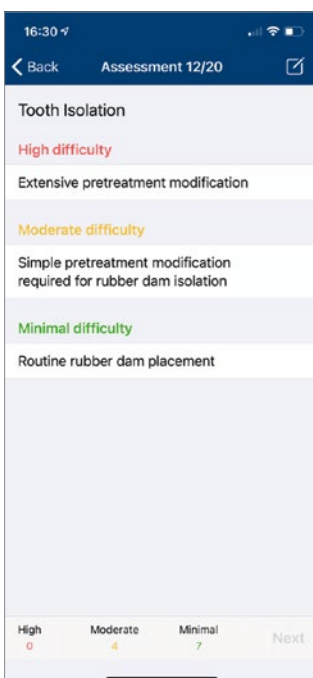 16:30
Back Assessment 12/20
Tooth Isolation
High difficulty
Extensive pretreatment modification
Moderate difficulty
Simple pretreatment modification
required for rubber dam isolation
Minimal difficulty
Routine rubber dam placement
High Moderate Minimal
0 4 7
Next